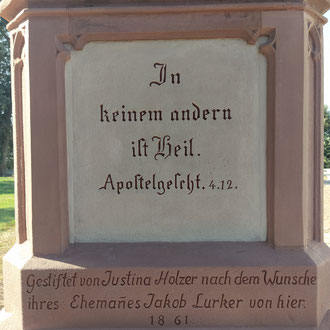 In
keinem andern
iſt Heil.
Apoſtelgeſcht. 4.12.
Gestiftet von Justina Holzer nach dem Wunsche
ihres Ehemañes Jakob Lurker von hier.
1861